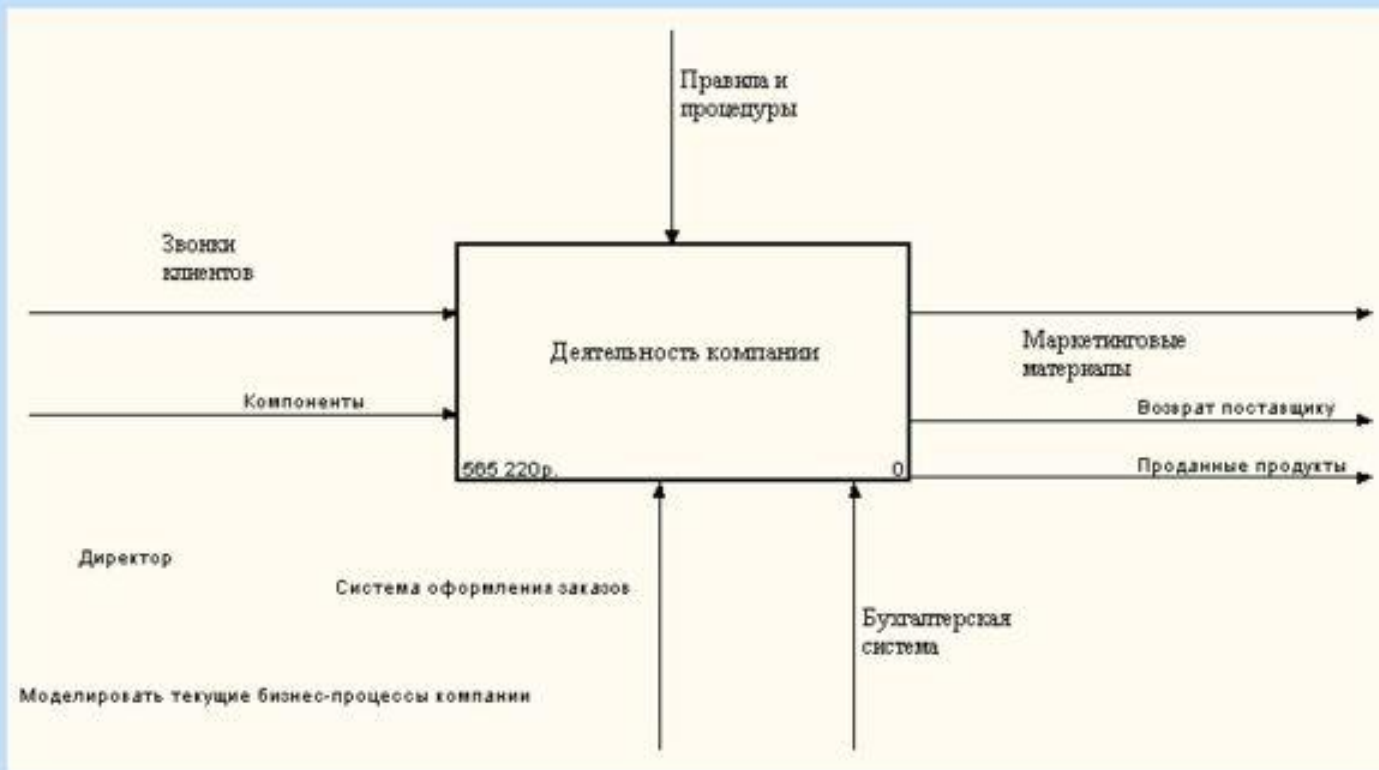 Правила и
процедуры
Звонки
клиентов
Деятельность компании
Маркетинговые
материалы
Компоненты
Возврат поставщику
565 220р.
0
Проданные продукты
Директор
Система оформления заказов
Бухгалтерская
система
Моделировать текущие бизнес-процессы компании